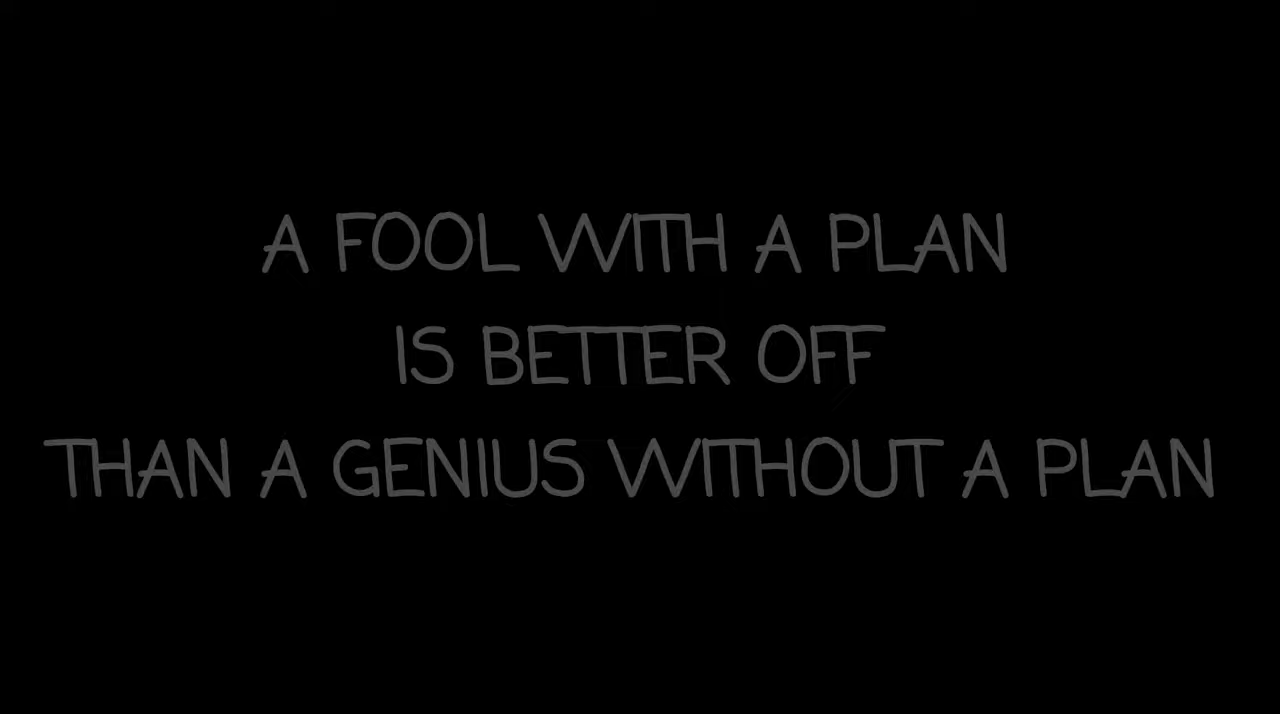 A FOOL WITH A PLAN
IS BETTER OFF
THAN A GENIUS WITHOUT A PLAN